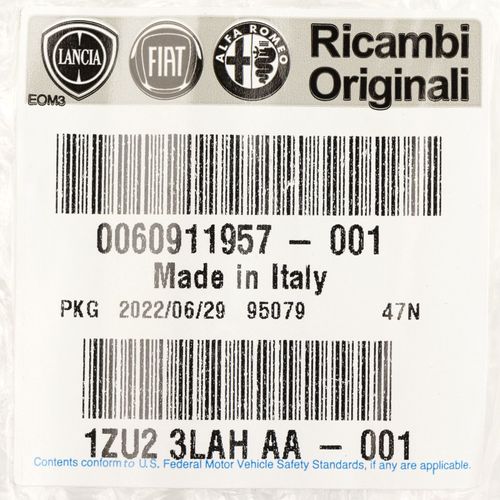 LANCIA FIAT ALFA ROMEO Ricambi
Originali
EOM3
0060911957 - 001
Made in Italy
PKG 2022/06/29 95079 47N
1ZU2 3LAH AA - 001
Contents conform to U.S. Federal Motor Vehicle Safety Standards, if any are applicable.